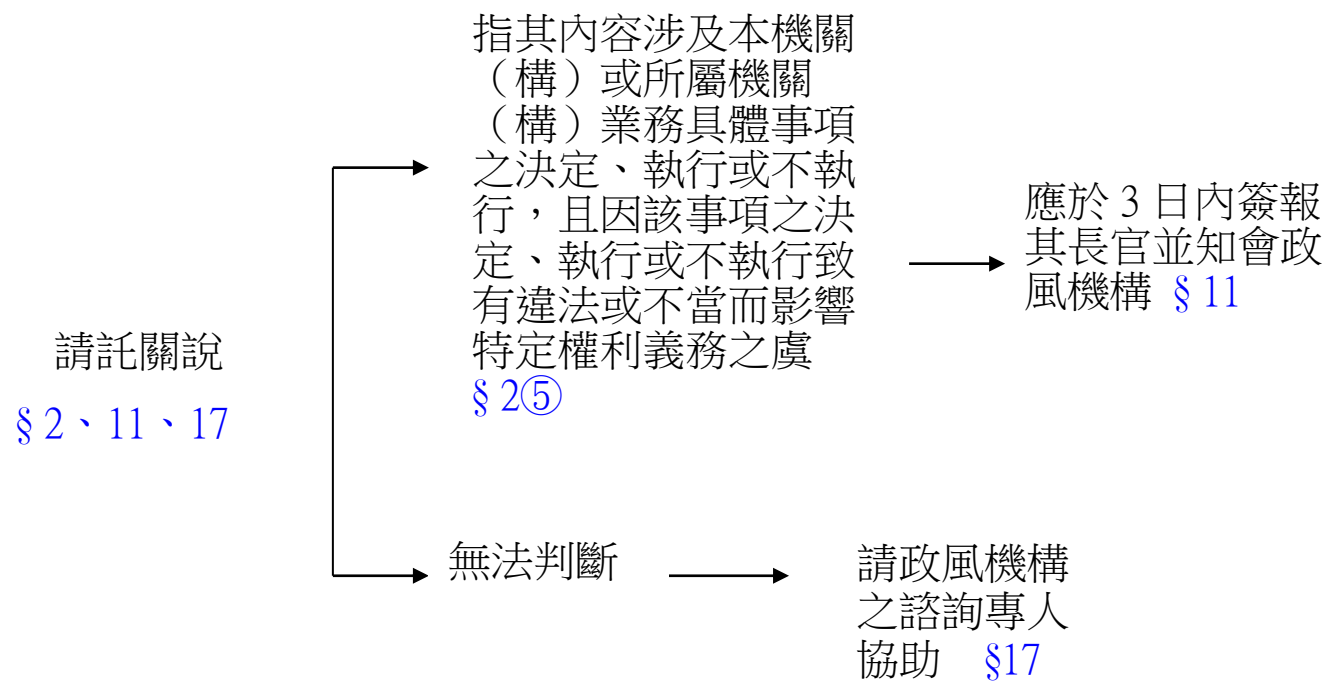 請託關說
§2、11、17
指其內容涉及本機關
（構）或所屬機關
（構）業務具體事項
之決定、執行或不執
行，且因該事項之決
定、執行或不執行致
有違法或不當而影響
特定權利義務之虞
§2⑤
應於3日內簽報
其長官並知會政
風機構 §11
無法判斷
請政風機構
之諮詢專人
協助 §17